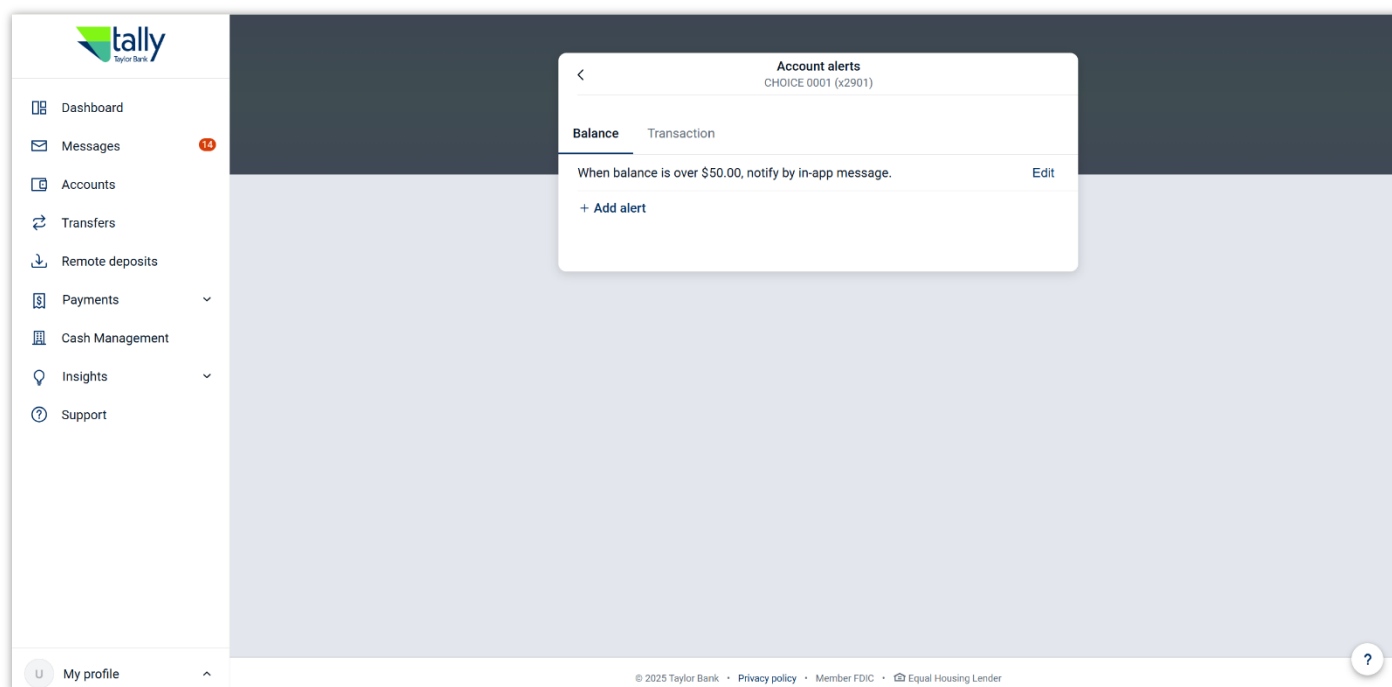 tally
Taylor Bank
Dashboard
Messages 14
Accounts
Transfers
Remote deposits
Payments
Cash Management
Insights
Support
U My profile
Account alerts
CHOICE 0001 (x2901)
Balance Transaction
When balance is over $50.00, notify by in-app message. Edit
+ Add alert
?
© 2025 Taylor Bank • Privacy policy • Member FDIC • Equal Housing Lender